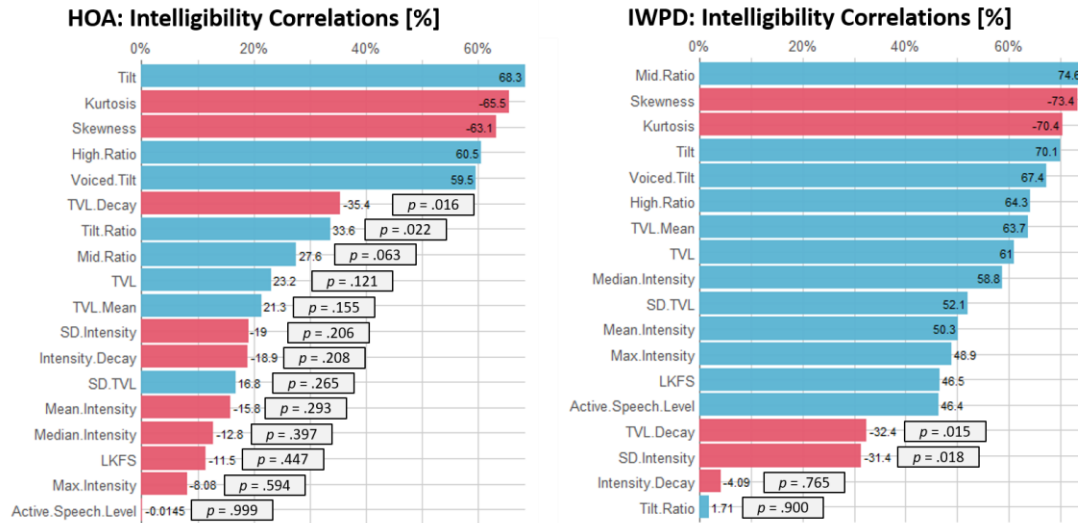 HOA: Intelligibility Correlations [%]
0% 20% 40% 60%
Tilt 68.3
Kurtosis -65.5
Skewness -63.1
High.Ratio 60.5
Voiced.Tilt 59.5
TVL.Decay -35.4 p = .016
Tilt.Ratio 33.6 p = .022
Mid.Ratio 27.6 p = .063
TVL 23.2 p = .121
TVL.Mean 21.3 p = .155
SD.Intensity -19 p = .206
Intensity.Decay -18.9 p = .208
SD.TVL 16.8 p = .265
Mean.Intensity -15.8 p = .293
Median.Intensity -12.8 p = .397
LKFS -11.5 p = .447
Max.Intensity -8.08 p = .594
Active.Speech.Level -0.0145 p = .999
IWPD: Intelligibility Correlations [%]
0% 20% 40% 60%
Mid.Ratio 74.6
Skewness -73.4
Kurtosis -70.4
Tilt 70.1
Voiced.Tilt 67.4
High.Ratio 64.3
TVL.Mean 63.7
TVL 61
Median.Intensity 58.8
SD.TVL 52.1
Mean.Intensity 50.3
Max.Intensity 48.9
LKFS 46.5
Active.Speech.Level 46.4
TVL.Decay -32.4 p = .015
SD.Intensity -31.4 p = .018
Intensity.Decay -4.09 p = .765
Tilt.Ratio 1.71 p = .900